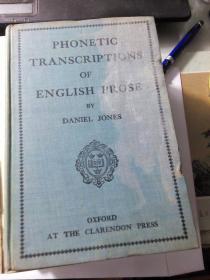 PHONETIC
TRANSCRIPTIONS
OF
ENGLISH PROSE
BY
DANIEL JONES
OXFORD
AT THE CLARENDON PRESS